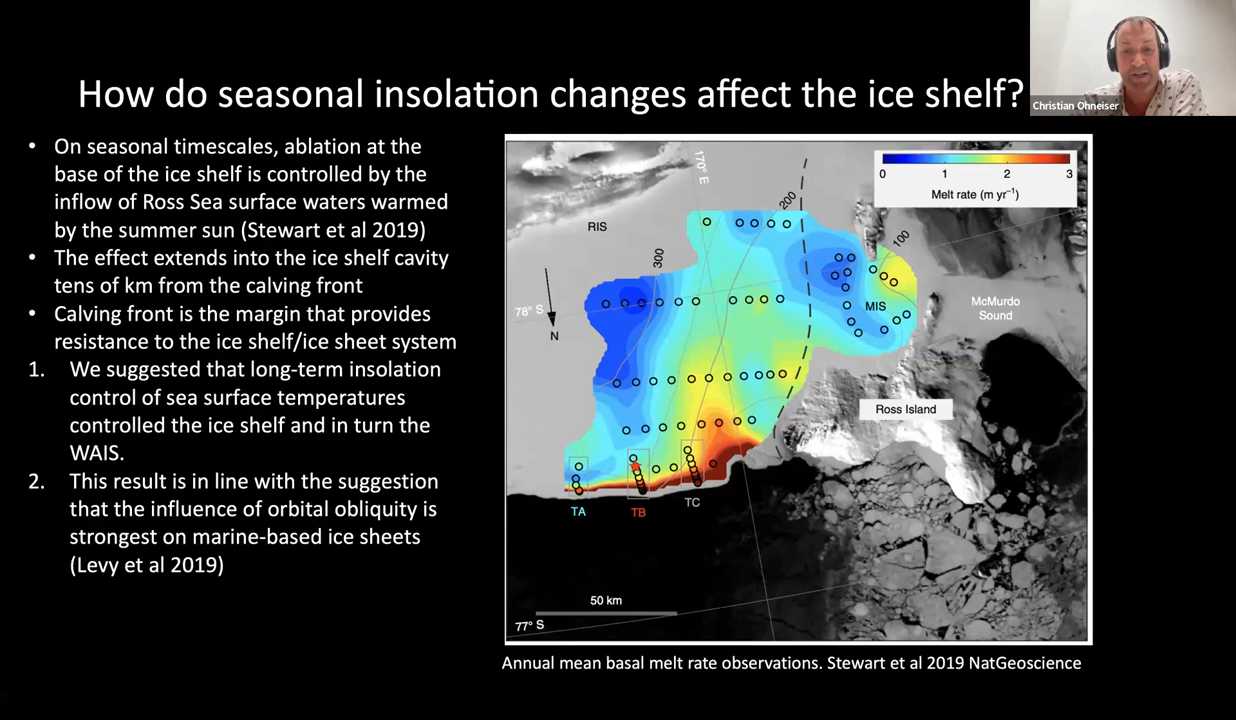 How do seasonal insolation changes affect the ice shelf?
Christian Ohneiser
• On seasonal timescales, ablation at the
base of the ice shelf is controlled by the
inflow of Ross Sea surface waters warmed
by the summer sun (Stewart et al 2019)
• The effect extends into the ice shelf cavity
tens of km from the calving front
• Calving front is the margin that provides
resistance to the ice shelf/ice sheet system
1. We suggested that long-term insolation
control of sea surface temperatures
controlled the ice shelf and in turn the
WAIS.
2. This result is in line with the suggestion
that the influence of orbital obliquity is
strongest on marine-based ice sheets
(Levy et al 2019)
170° E
0 1 2 3
Melt rate (m yr⁻¹)
200
RIS
100
300
78° S
N
MIS
McMurdo
Sound
Ross Island
TA
TB
TC
50 km
77° S
Annual mean basal melt rate observations. Stewart et al 2019 NatGeoscience